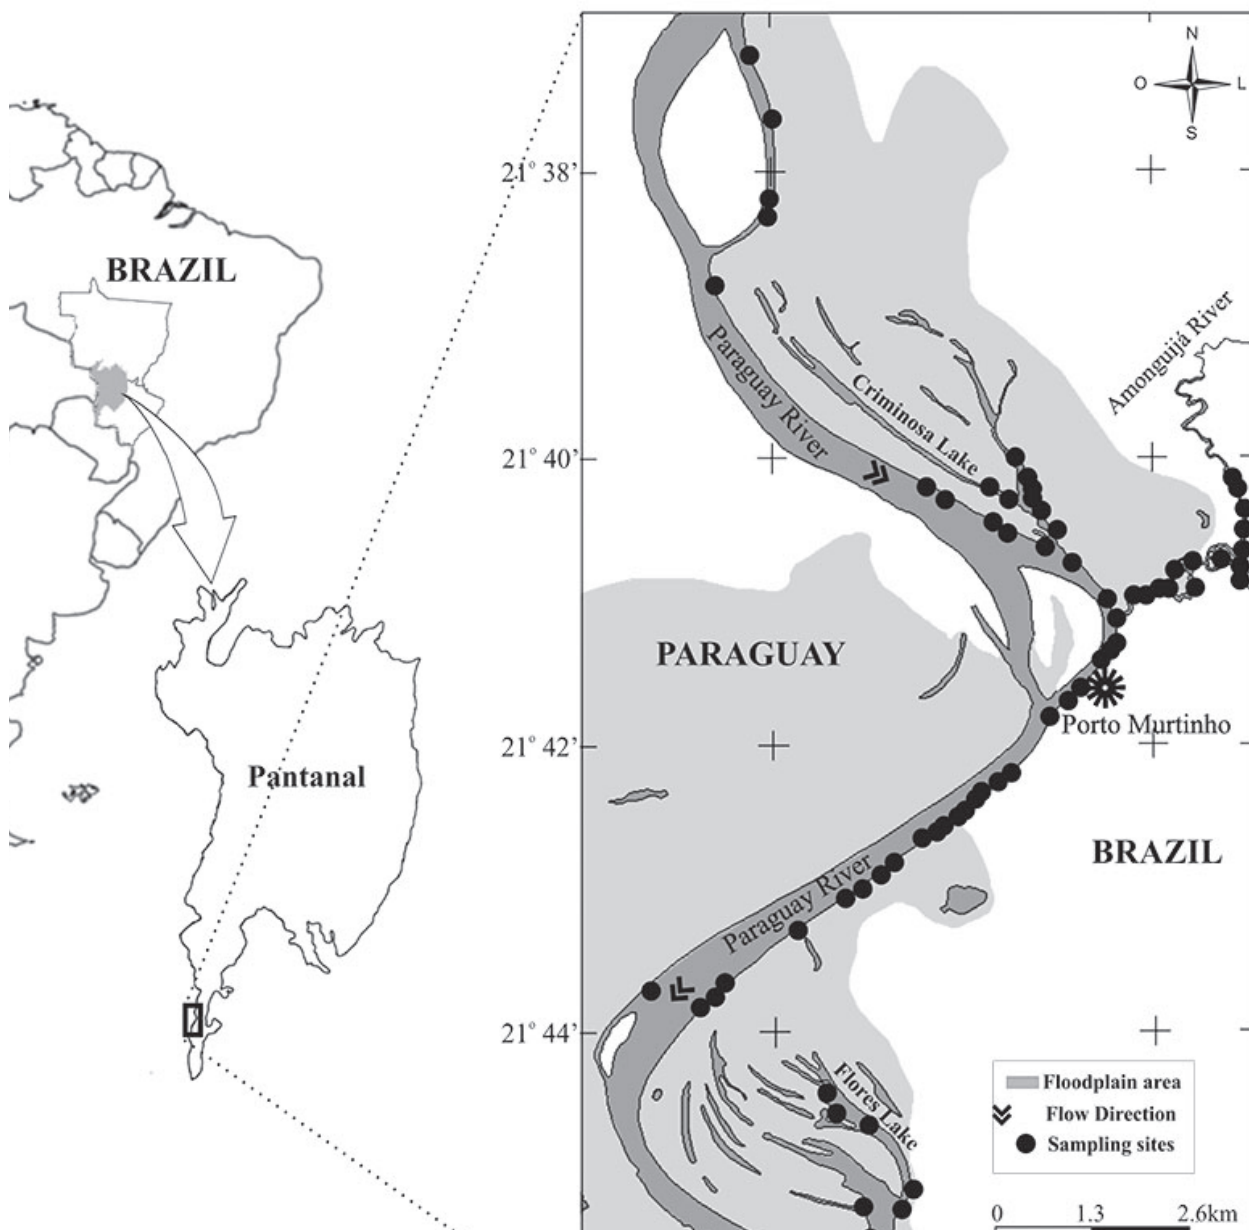 N
O
L
S
21° 38'
BRAZIL
Amonguijá River
Paraguay River
Criminosa Lake
21° 40'
PARAGUAY
Porto Murtinho
21° 42'
Pantanal
BRAZIL
Paraguay River
21° 44'
Floodplain area
Flow Direction
Sampling sites
Flores Lake
0 1.3 2.6km